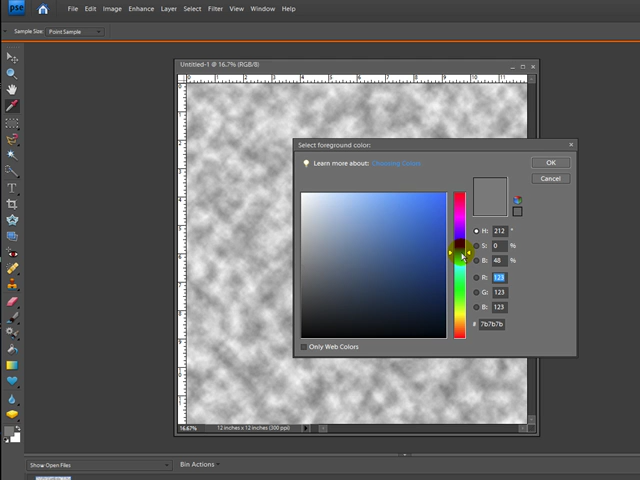 pse File Edit Image Enhance Layer Select Filter View Window Help
Sample Size: Point Sample
Untitled-1 @ 16,7% (RGB/8)
Select foreground color:
Learn more about: Choosing Colors
OK
Cancel
H: 212 °
S: 0 %
B: 48 %
R: 123
G: 123
B: 123
# 7b7b7b
Only Web Colors
16,67% 12 inches x 12 inches (300 ppi)
Show Open Files Bin Actions